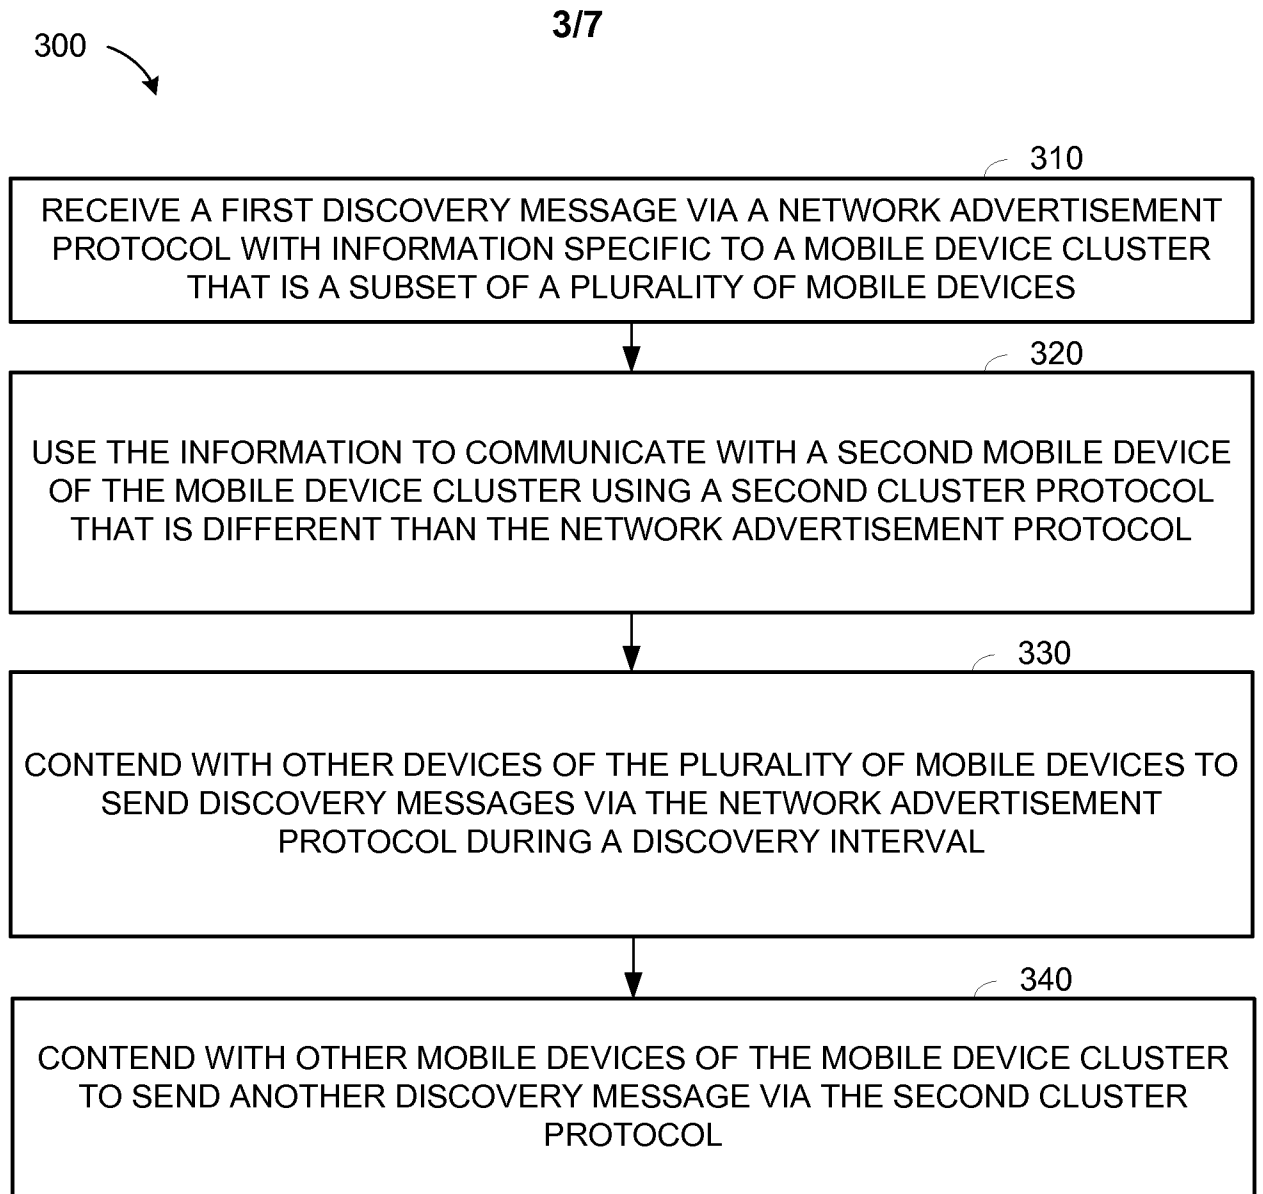 3/7
300
310
RECEIVE A FIRST DISCOVERY MESSAGE VIA A NETWORK ADVERTISEMENT
PROTOCOL WITH INFORMATION SPECIFIC TO A MOBILE DEVICE CLUSTER
THAT IS A SUBSET OF A PLURALITY OF MOBILE DEVICES
320
USE THE INFORMATION TO COMMUNICATE WITH A SECOND MOBILE DEVICE
OF THE MOBILE DEVICE CLUSTER USING A SECOND CLUSTER PROTOCOL
THAT IS DIFFERENT THAN THE NETWORK ADVERTISEMENT PROTOCOL
330
CONTEND WITH OTHER DEVICES OF THE PLURALITY OF MOBILE DEVICES TO
SEND DISCOVERY MESSAGES VIA THE NETWORK ADVERTISEMENT
PROTOCOL DURING A DISCOVERY INTERVAL
340
CONTEND WITH OTHER MOBILE DEVICES OF THE MOBILE DEVICE CLUSTER
TO SEND ANOTHER DISCOVERY MESSAGE VIA THE SECOND CLUSTER
PROTOCOL